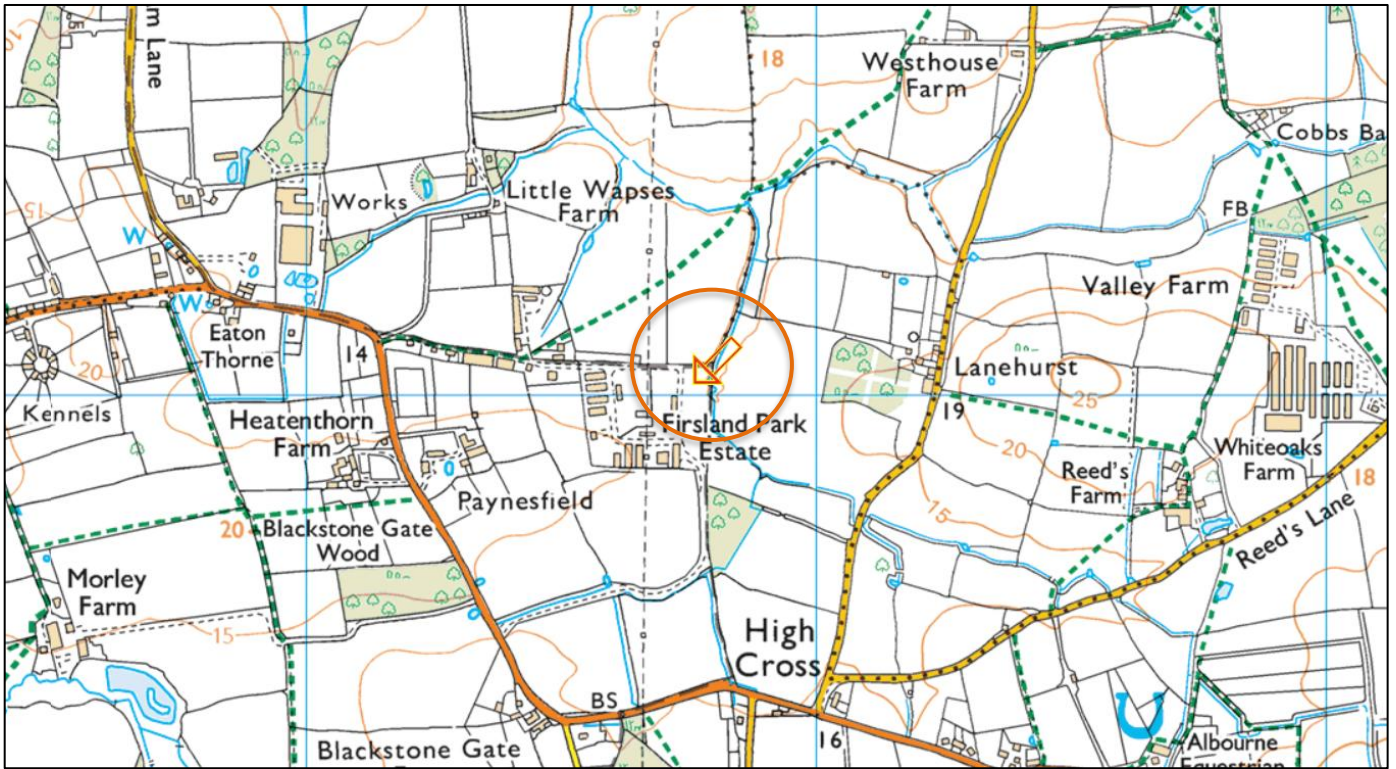 m Lane
10
18
Westhouse
Farm
Cobbs Ba
Works
Little Wapses
Farm
15
W
FB
Valley Farm
W
Eaton
Thorne
14
20
Kennels
Lanehurst
25
19
Heatenthorn
Farm
Firsland Park
Estate
20
Whiteoaks
Farm
Reed's
Farm
18
Paynesfield
15
20
Blackstone Gate
Wood
Reed's Lane
Morley
Farm
15
High
Cross
BS
16
Blackstone Gate
Albourne
Equestrian